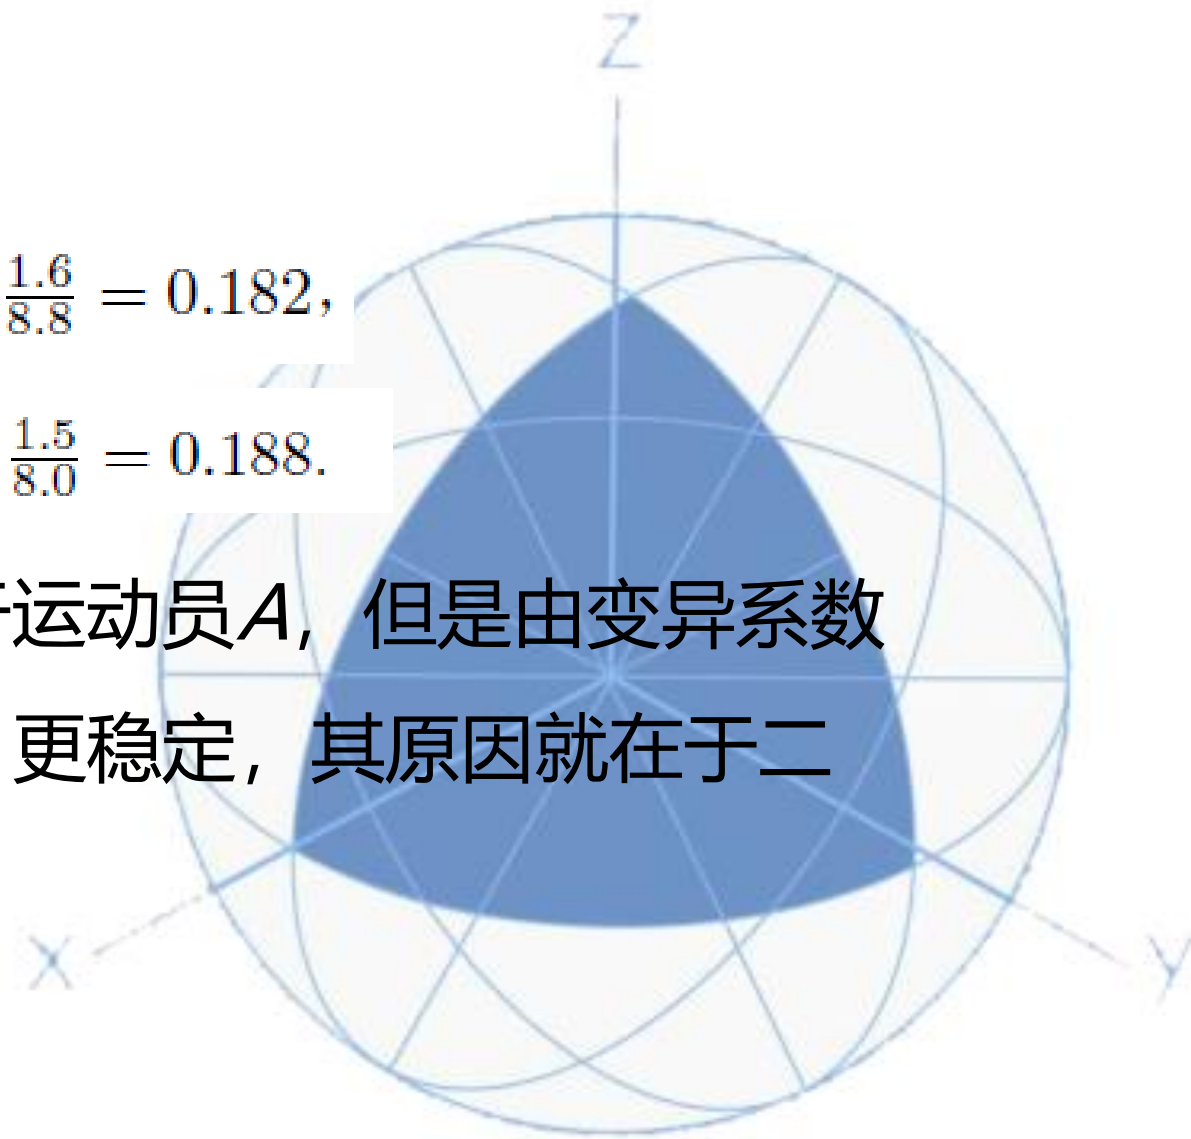 Z
1.6/8.8 = 0.182,
1.5/8.0 = 0.188.
运动员A, 但是由变异系数
更稳定, 其原因就在于二
X
y